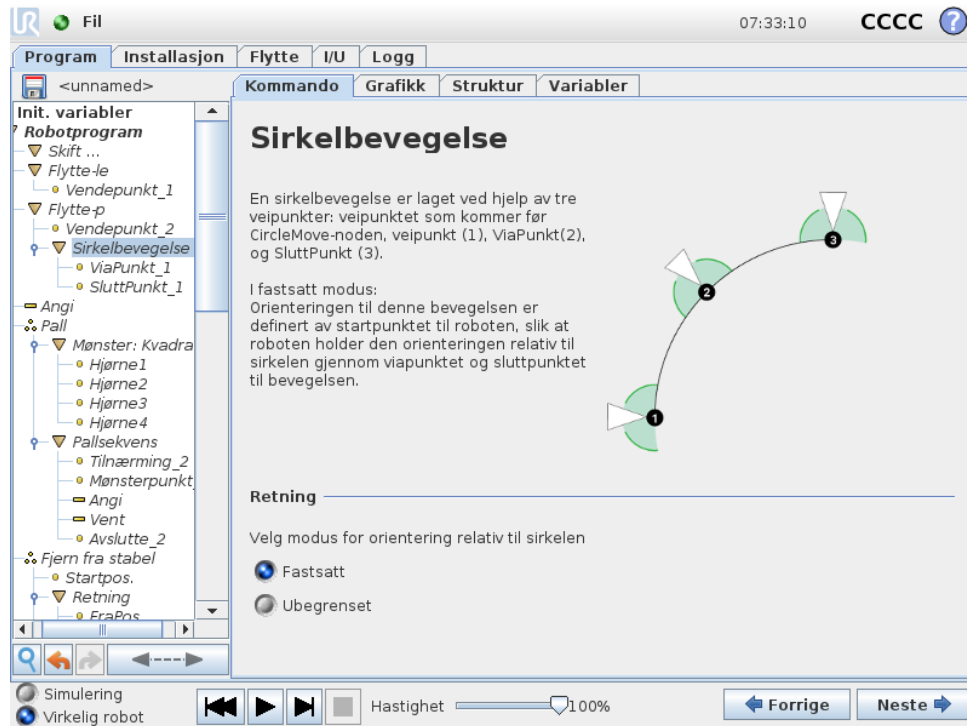 Fil
07:33:10
CCCC
?
Program Installasjon Flytte I/U Logg
<unnamed>
Kommando Grafikk Struktur Variabler
Init. variabler
Robotprogram
Skift ...
Flytte-le
Vendepunkt_1
Flytte-p
Vendepunkt_2
Sirkelbevegelse
ViaPunkt_1
SluttPunkt_1
Angi
Pall
Mønster: Kvadra
Hjørne1
Hjørne2
Hjørne3
Hjørne4
Pallsekvens
Tilnærming_2
Mønsterpunkt
Angi
Vent
Avslutte_2
Fjern fra stabel
Startpos.
Retning
FraPos
Sirkelbevegelse
En sirkelbevegelse er laget ved hjelp av tre
veipunkter: veipunktet som kommer før
CircleMove-noden, veipunkt (1), ViaPunkt(2),
og SluttPunkt (3).
I fastsatt modus:
Orienteringen til denne bevegelsen er
definert av startpunktet til roboten, slik at
roboten holder den orienteringen relativ til
sirkelen gjennom viapunktet og sluttpunktet
til bevegelsen.
3
2
1
Retning
Velg modus for orientering relativ til sirkelen
Fastsatt
Ubegrenset
Simulering
Virkelig robot
Hastighet 100%
Forrige
Neste